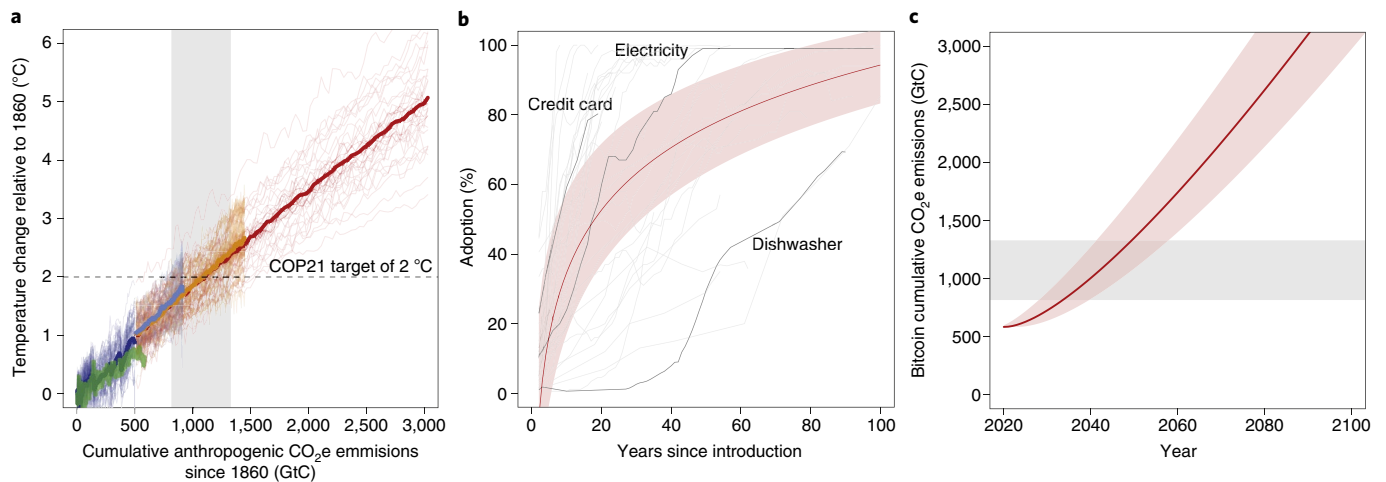 a
Temperature change relative to 1860 (°C)
6
5
4
3
2
1
0
COP21 target of 2 °C
0 500 1,000 1,500 2,000 2,500 3,000
Cumulative anthropogenic CO₂e emmisions
since 1860 (GtC)
b
Adoption (%)
100
80
60
40
20
0
Electricity
Credit card
Dishwasher
0 20 40 60 80 100
Years since introduction
c
Bitcoin cumulative CO₂e emissions (GtC)
3,000
2,500
2,000
1,500
1,000
500
0
2020 2040 2060 2080 2100
Year